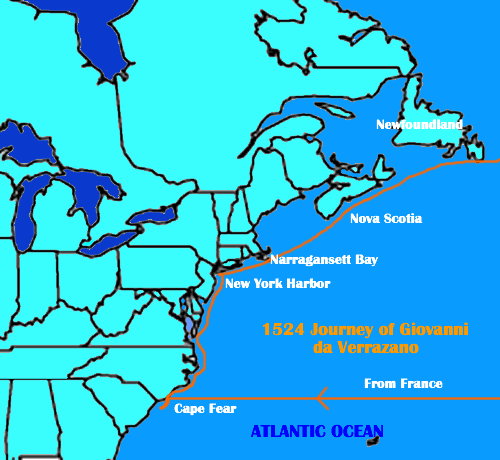 Newfoundland
Nova Scotia
Narragansett Bay
New York Harbor
1524 Journey of Giovanni
da Verrazano
From France
Cape Fear
ATLANTIC OCEAN